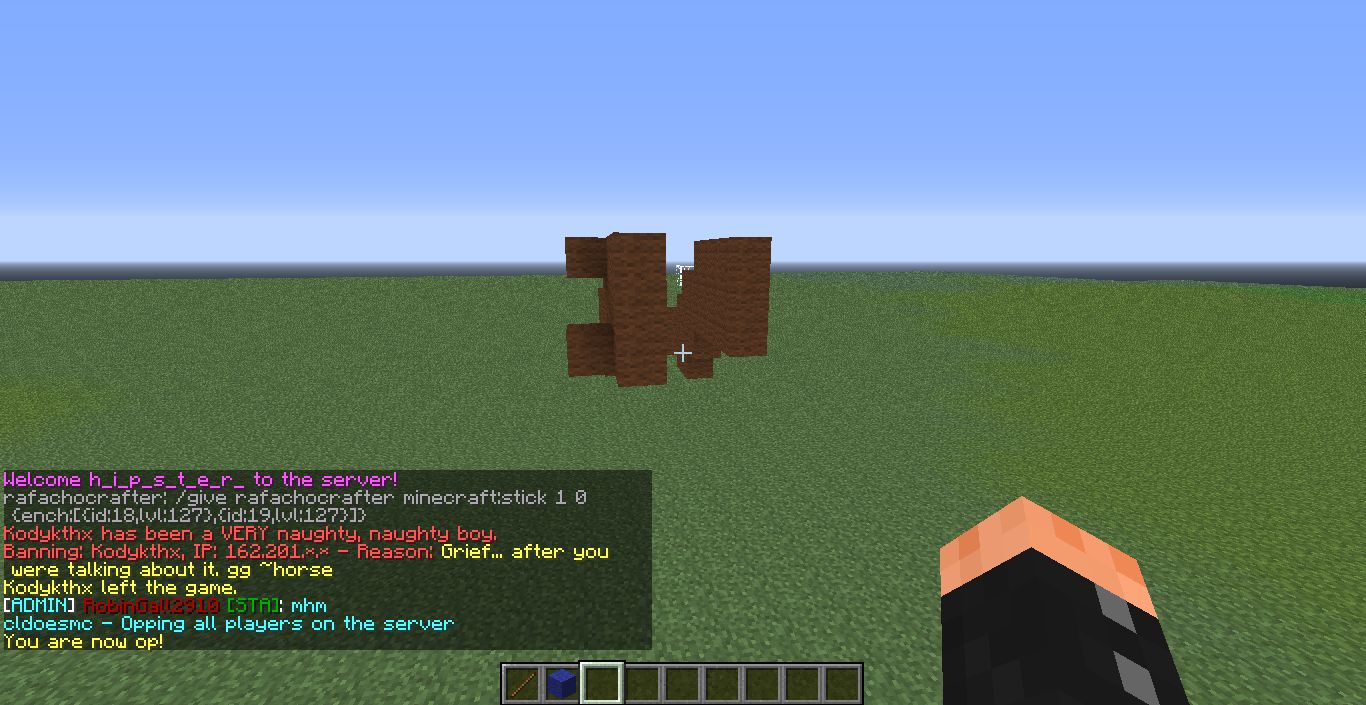 Welcome h_i_p_s_t_e_r_ to the server!
rafachocrafter: /give rafachocrafter minecraft:stick 1 0
{ench:[{id:18,lvl:127},{id:19,lvl:127}]}
Kodykthx has been a VERY naughty, naughty boy.
Banning: Kodykthx, IP: 162.201.*.* - Reason: Grief... after you
were talking about it. gg ~horse
Kodykthx left the game.
[ADMIN] RobinGall2910 [STA]: mhm
cldoesmc - Opping all players on the server
You are now op!